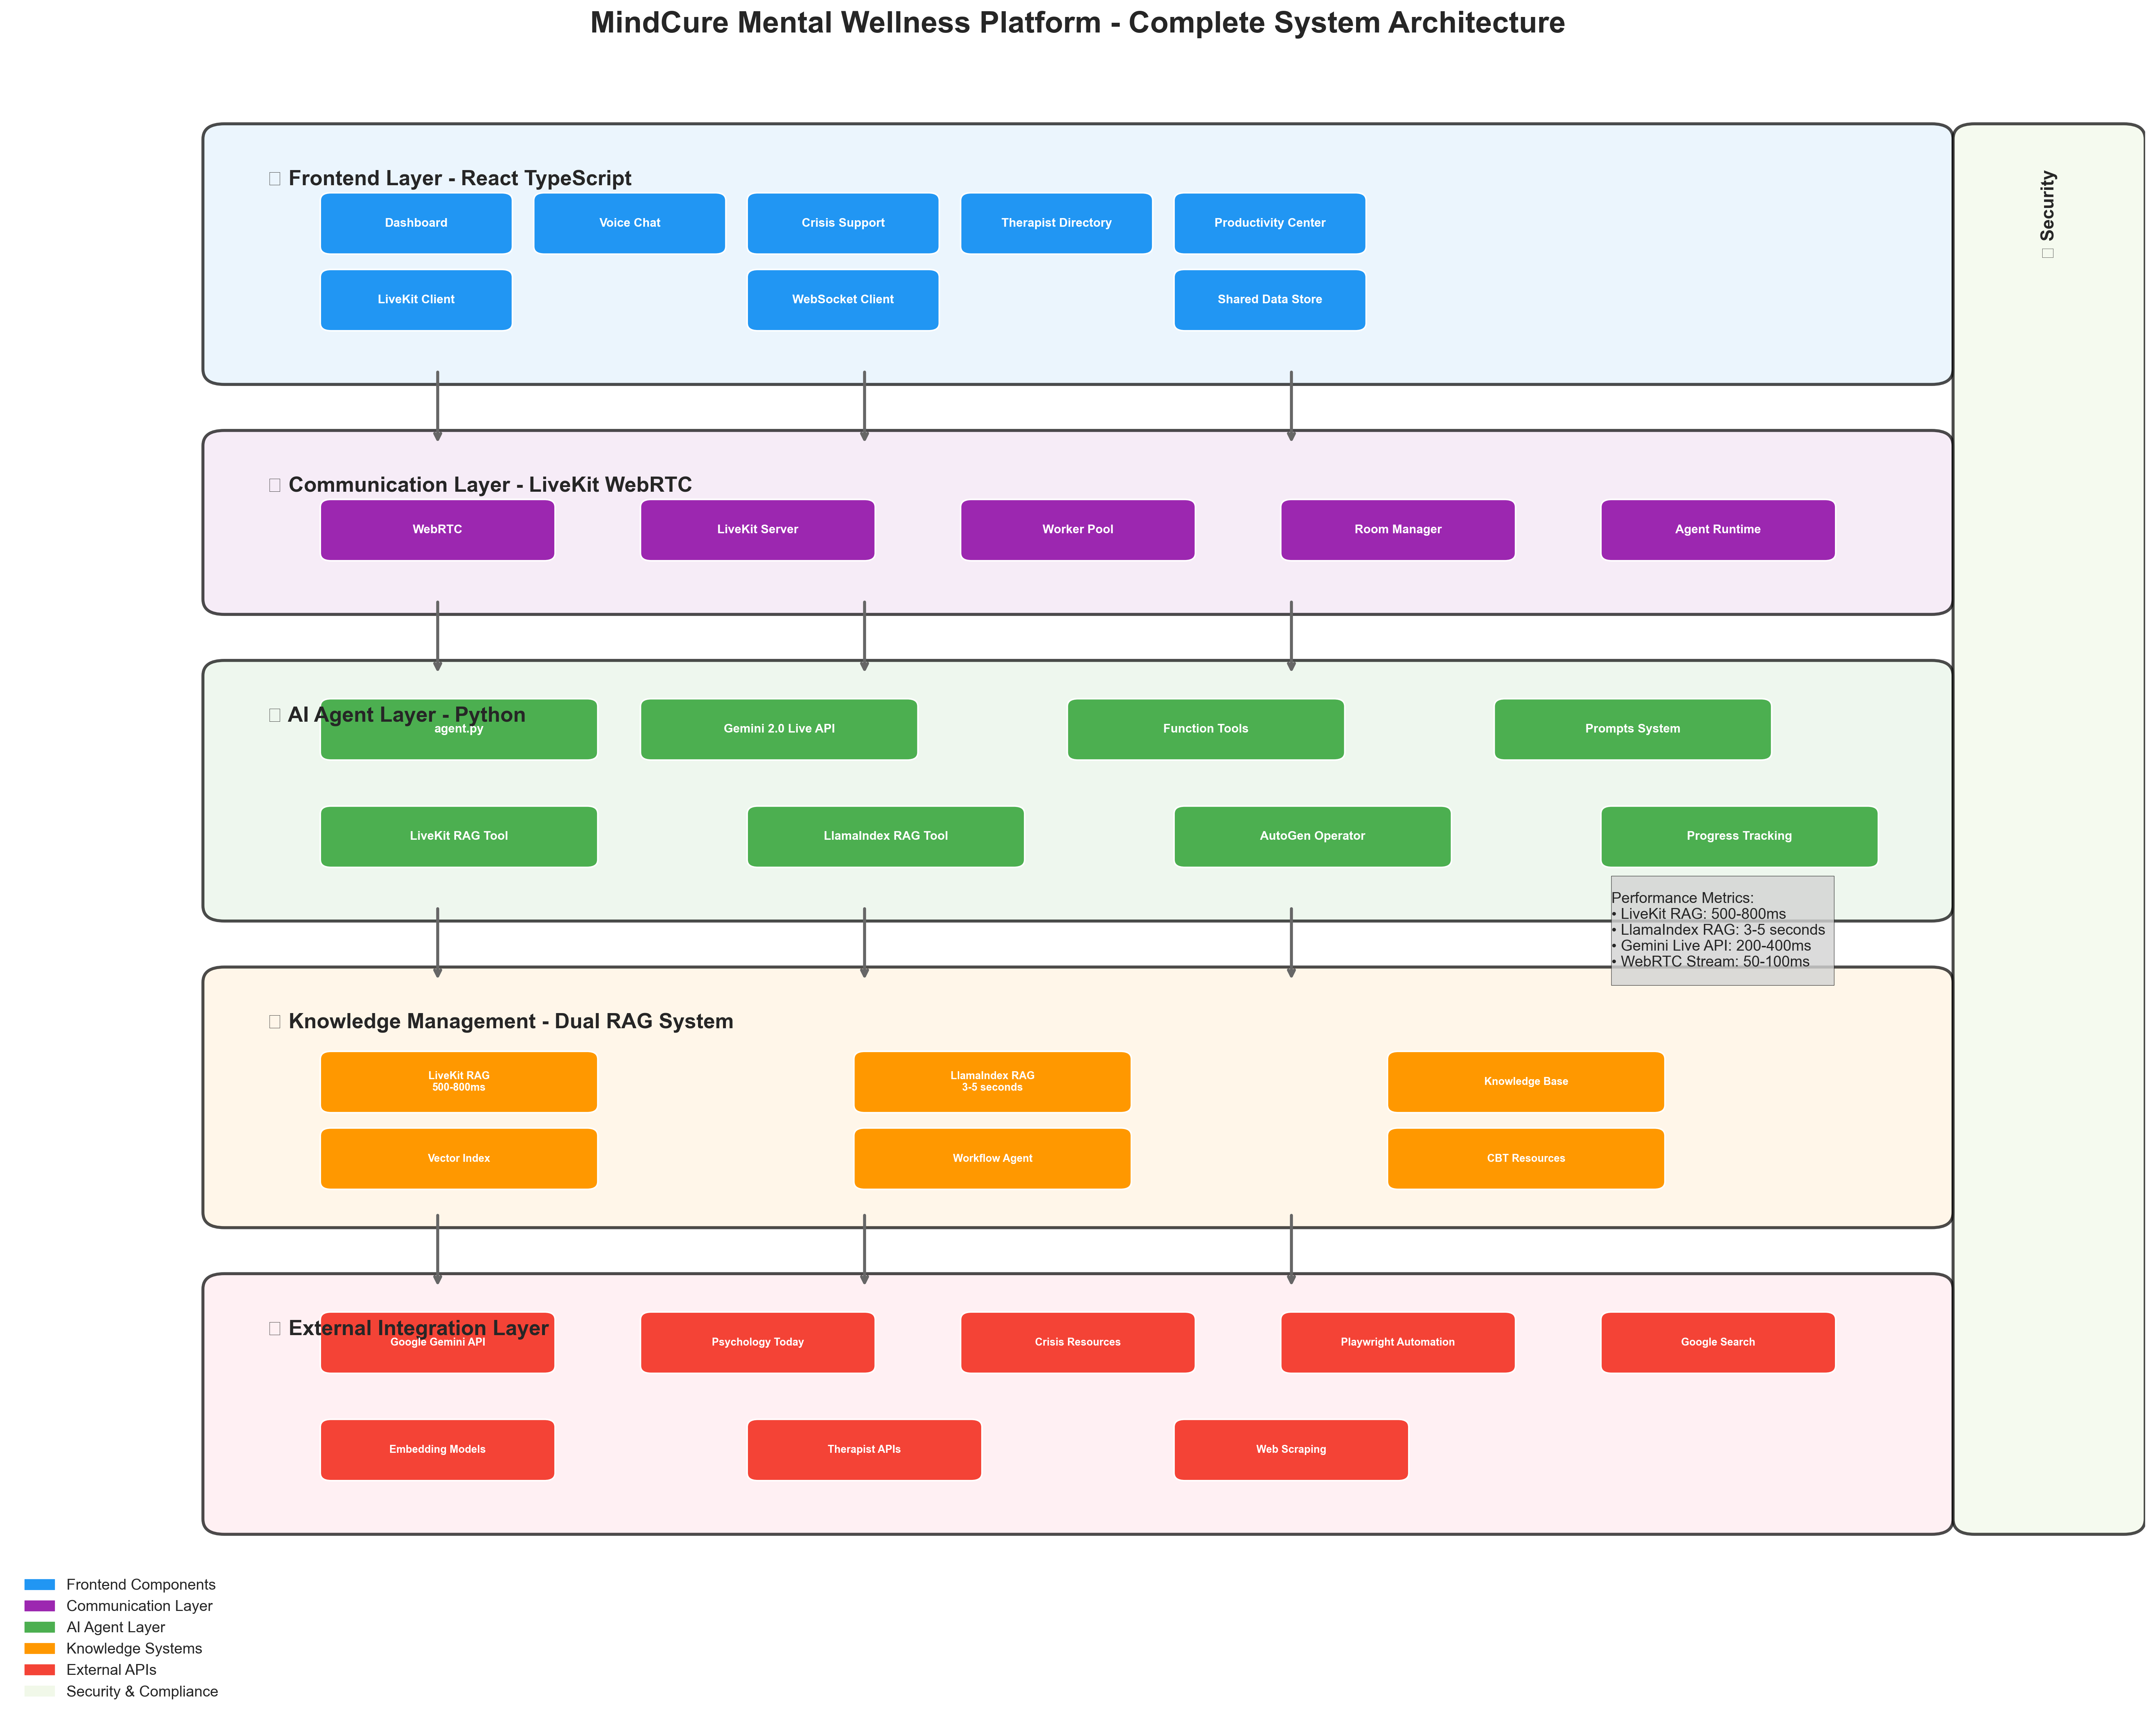 MindCure Mental Wellness Platform - Complete System Architecture
Frontend Layer - React TypeScript
Security
Dashboard
Voice Chat
Crisis Support
Therapist Directory
Productivity Center
LiveKit Client
WebSocket Client
Shared Data Store
Communication Layer - LiveKit WebRTC
WebRTC
LiveKit Server
Worker Pool
Room Manager
Agent Runtime
AI Agent Layer - Python
agent.py
Gemini 2.0 Live API
Function Tools
Prompts System
LiveKit RAG Tool
LlamaIndex RAG Tool
AutoGen Operator
Progress Tracking
Performance Metrics:
• LiveKit RAG: 500-800ms
• LlamaIndex RAG: 3-5 seconds
• Gemini Live API: 200-400ms
• WebRTC Stream: 50-100ms
Knowledge Management - Dual RAG System
LiveKit RAG
500-800ms
LlamaIndex RAG
3-5 seconds
Knowledge Base
Vector Index
Workflow Agent
CBT Resources
External Integration Layer
Google Gemini API
Psychology Today
Crisis Resources
Playwright Automation
Google Search
Embedding Models
Therapist APIs
Web Scraping
Frontend Components
Communication Layer
AI Agent Layer
Knowledge Systems
External APIs
Security & Compliance